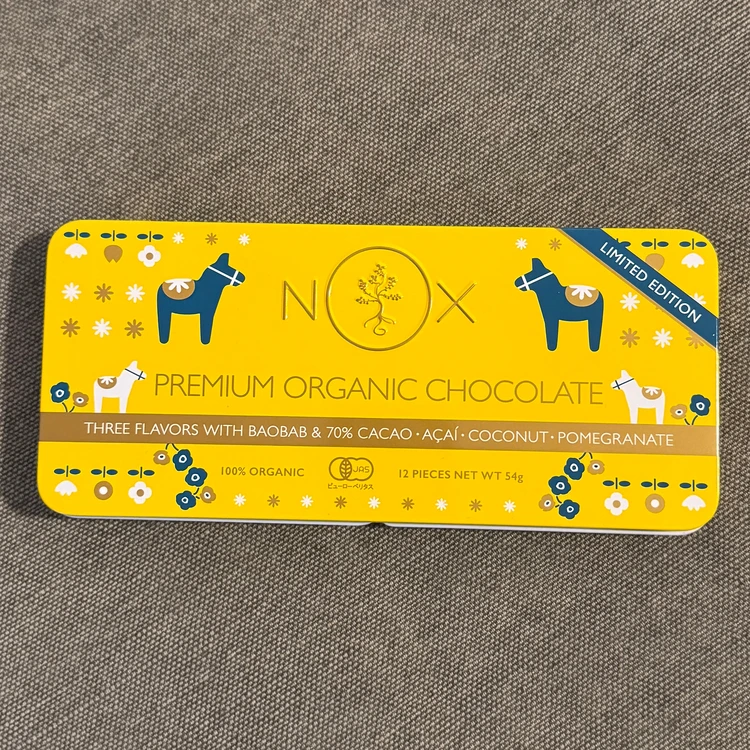 NOX
LIMITED EDITION
PREMIUM ORGANIC CHOCOLATE
THREE FLAVORS WITH BAOBAB & 70% CACAO · AÇAÍ · COCONUT · POMEGRANATE
100% ORGANIC
JAS
ビューローベリタス
12 PIECES NET WT 54g